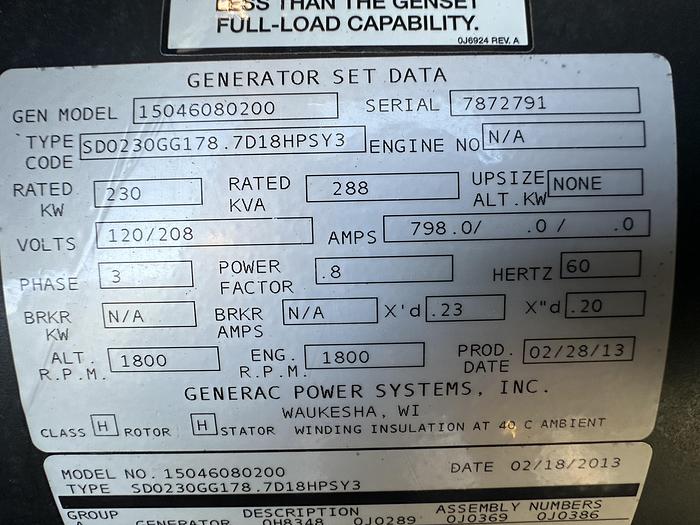 LESS THAN THE GENSET
FULL-LOAD CAPABILITY.
0J6924 REV. A
GENERATOR SET DATA
GEN MODEL 15046080200 SERIAL 7872791
TYPE CODE SD0230GG178.7D18HPSY3 ENGINE NO N/A
RATED KW 230 RATED KVA 288 UPSIZE ALT.KW NONE
VOLTS 120/208 AMPS 798.0/ .0/ .0
PHASE 3 POWER FACTOR .8 HERTZ 60
BRKR KW N/A BRKR AMPS N/A X'd .23 X"d .20
ALT. R.P.M. 1800 ENG. R.P.M. 1800 PROD. DATE 02/28/13
GENERAC POWER SYSTEMS, INC.
WAUKESHA, WI
CLASS H ROTOR H STATOR WINDING INSULATION AT 40 C AMBIENT
MODEL NO. 15046080200 DATE 02/18/2013
TYPE SD0230GG178.7D18HPSY3
GROUP DESCRIPTION ASSEMBLY NUMBERS
A GENERATOR 0H8348 0J0289 0J0369 0J0386